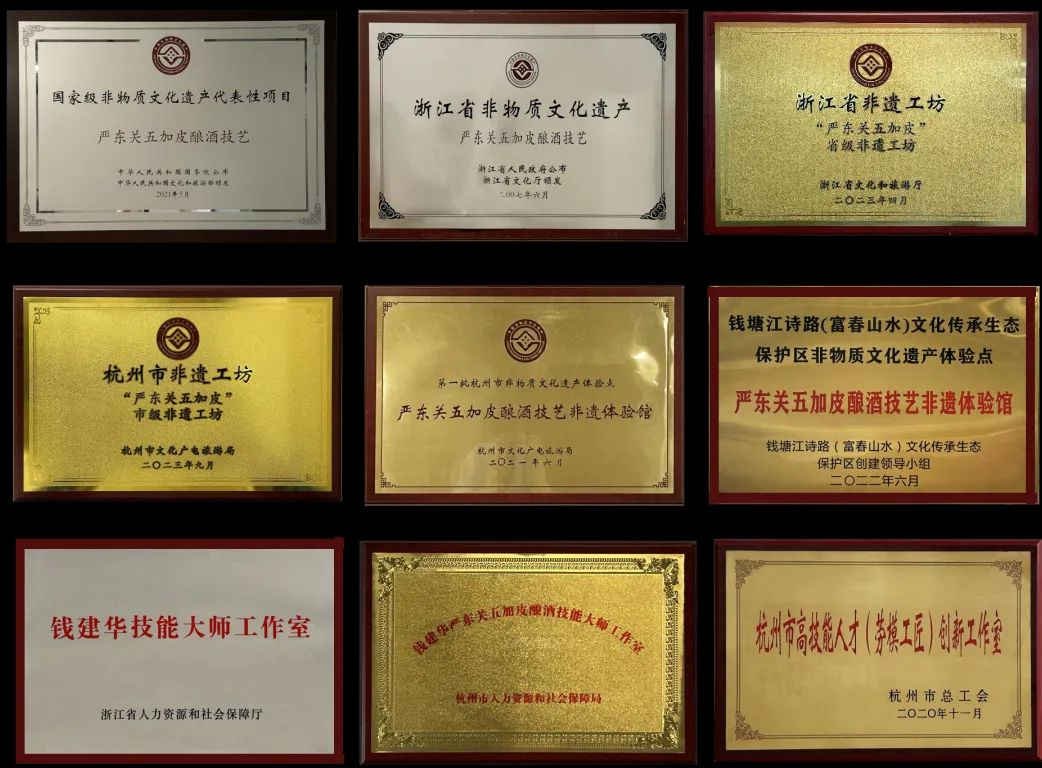 国家级非物质文化遗产代表性项目
严东关五加皮酿酒技艺
中华人民共和国国务院公布
中华人民共和国文化和旅游部颁发
2021年5月
浙江省非物质文化遗产
严东关五加皮酿酒技艺
浙江省人民政府公布
浙江省文化厅颁发
二00七年六月
浙江省非遗工坊
“严东关五加皮”
省级非遗工坊
浙江省文化和旅游厅
二〇二三年四月
杭州市非遗工坊
“严东关五加皮”
市级非遗工坊
杭州市文化广电旅游局
二〇二三年九月
第一批杭州市非物质文化遗产体验点
严东关五加皮酿酒技艺非遗体验馆
杭州市文化广电旅游局
二〇二一年六月
钱塘江诗路(富春山水)文化传承生态
保护区非物质文化遗产体验点
严东关五加皮酿酒技艺非遗体验馆
钱塘江诗路（富春山水）文化传承生态
保护区创建领导小组
二〇二二年六月
钱建华技能大师工作室
浙江省人力资源和社会保障厅
钱建华严东关五加皮酿酒技能大师工作室
杭州市人力资源和社会保障局
杭州市高技能人才（劳模工匠）创新工作室
杭州市总工会
二〇二〇年十一月